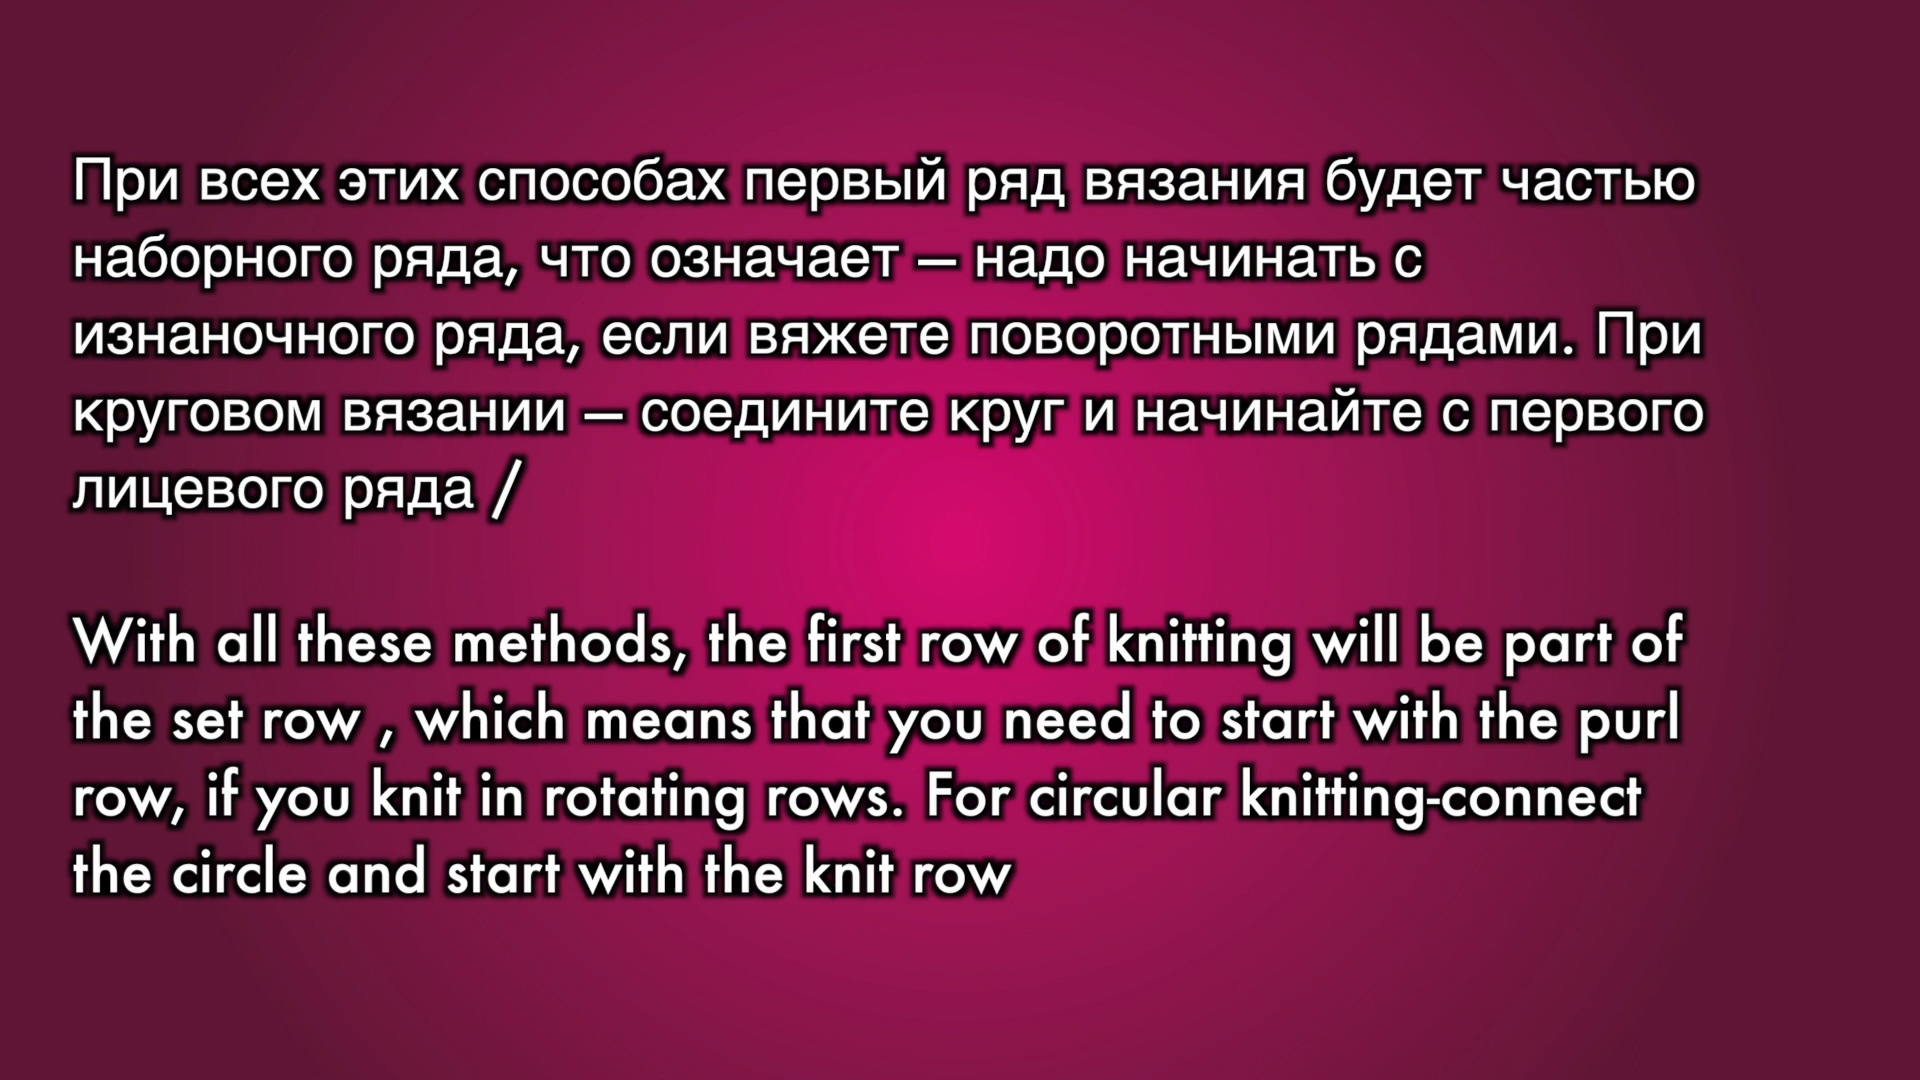 При всех этих способах первый ряд вязания будет частью
наборного ряда, что означает – надо начинать с
изнаночного ряда, если вяжете поворотными рядами. При
круговом вязании – соедините круг и начинайте с первого
лицевого ряда /
With all these methods, the first row of knitting will be part of
the set row , which means that you need to start with the purl
row, if you knit in rotating rows. For circular knitting-connect
the circle and start with the knit row